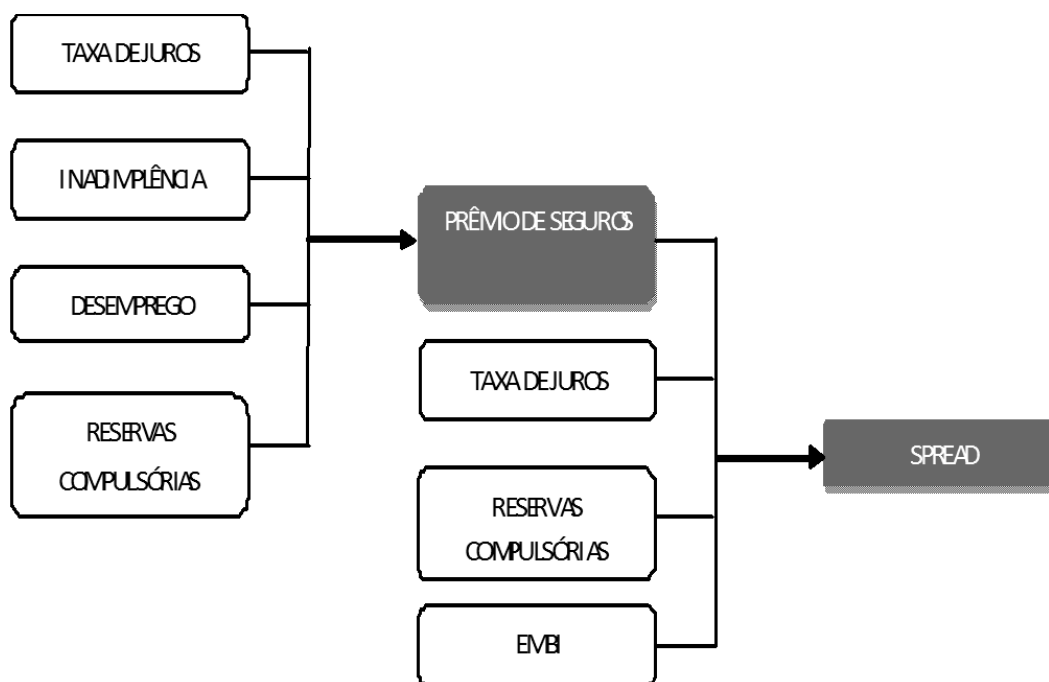 TAXA DE JUROS
INADIMPLÊNCIA
DESEMPREGO
RESERVAS
COMPULSÓRIAS
PRÊMIO DE SEGUROS
TAXA DE JUROS
RESERVAS
COMPULSÓRIAS
EMBI
SPREAD